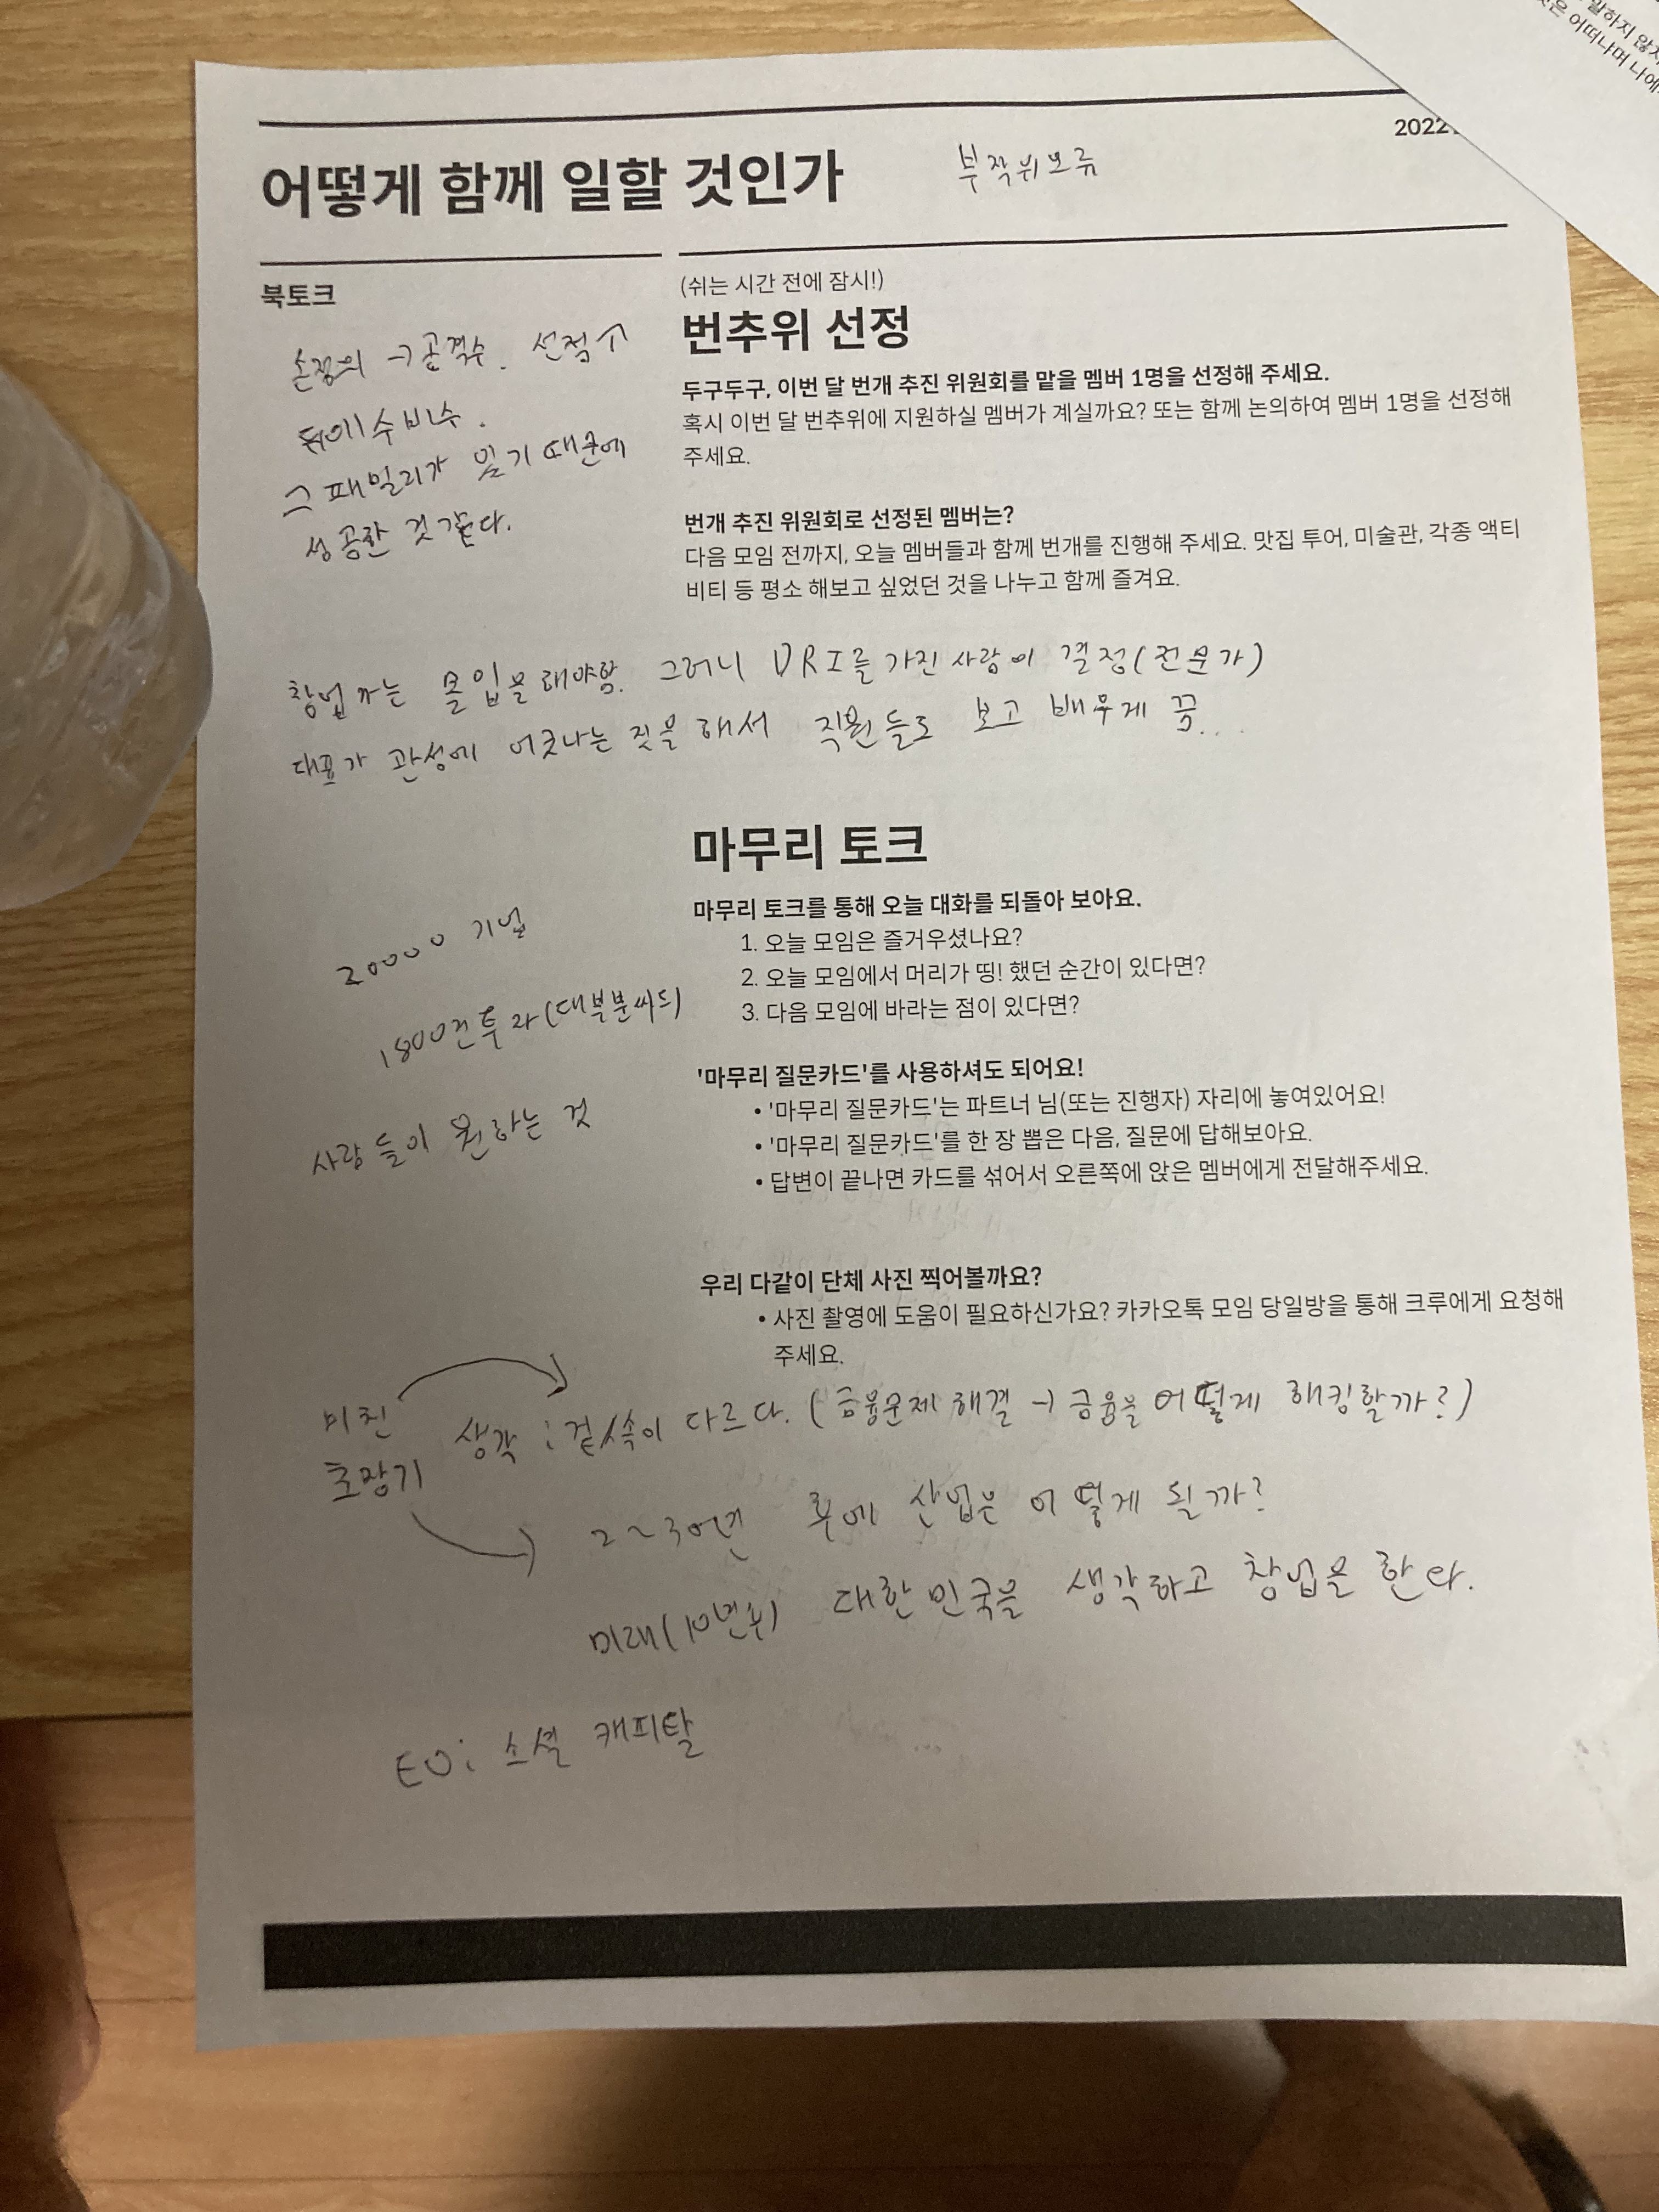 말하지 않지
것은 어떠냐며 나에
2022
어떻게 함께 일할 것인가
부작위오류
북토크
손정의 → 공격수. 선점 ↑
뒤에 수비수.
그 패밀리가 있기 때문에
성공한 것 같다.
(쉬는 시간 전에 잠시!)
번추위 선정
두구두구, 이번 달 번개 추진 위원회를 맡을 멤버 1명을 선정해 주세요.
혹시 이번 달 번추위에 지원하실 멤버가 계실까요? 또는 함께 논의하여 멤버 1명을 선정해
주세요.
번개 추진 위원회로 선정된 멤버는?
다음 모임 전까지, 오늘 멤버들과 함께 번개를 진행해 주세요. 맛집 투어, 미술관, 각종 액티
비티 등 평소 해보고 싶었던 것을 나누고 함께 즐겨요.
창업가는 몰입을 해야함. 그러니 DRI를 가진 사람이 결정(전문가)
대표가 관성에 어긋나는 짓을 해서 직원들도 보고 배우게 끔...
20000 기념
1800건 투자(대부분 씨드)
사람들이 원하는 것
마무리 토크
마무리 토크를 통해 오늘 대화를 되돌아 보아요.
1. 오늘 모임은 즐거우셨나요?
2. 오늘 모임에서 머리가 띵! 했던 순간이 있다면?
3. 다음 모임에 바라는 점이 있다면?
'마무리 질문카드'를 사용하셔도 되어요!
• '마무리 질문카드'는 파트너 님(또는 진행자) 자리에 놓여있어요!
• '마무리 질문카드'를 한 장 뽑은 다음, 질문에 답해보아요.
• 답변이 끝나면 카드를 섞어서 오른쪽에 앉은 멤버에게 전달해주세요.
우리 다같이 단체 사진 찍어볼까요?
• 사진 촬영에 도움이 필요하신가요? 카카오톡 모임 당일방을 통해 크루에게 요청해
주세요.
미친 생각 : 겉/속이 다르다. (금융문제 해결 → 금융을 어떻게 해킹할까?)
초장기
2~30년 후에 산업은 어떻게 될까?
미래(10년후) 대한민국을 생각하고 창업을 한다.
EO: 소셜 캐피탈